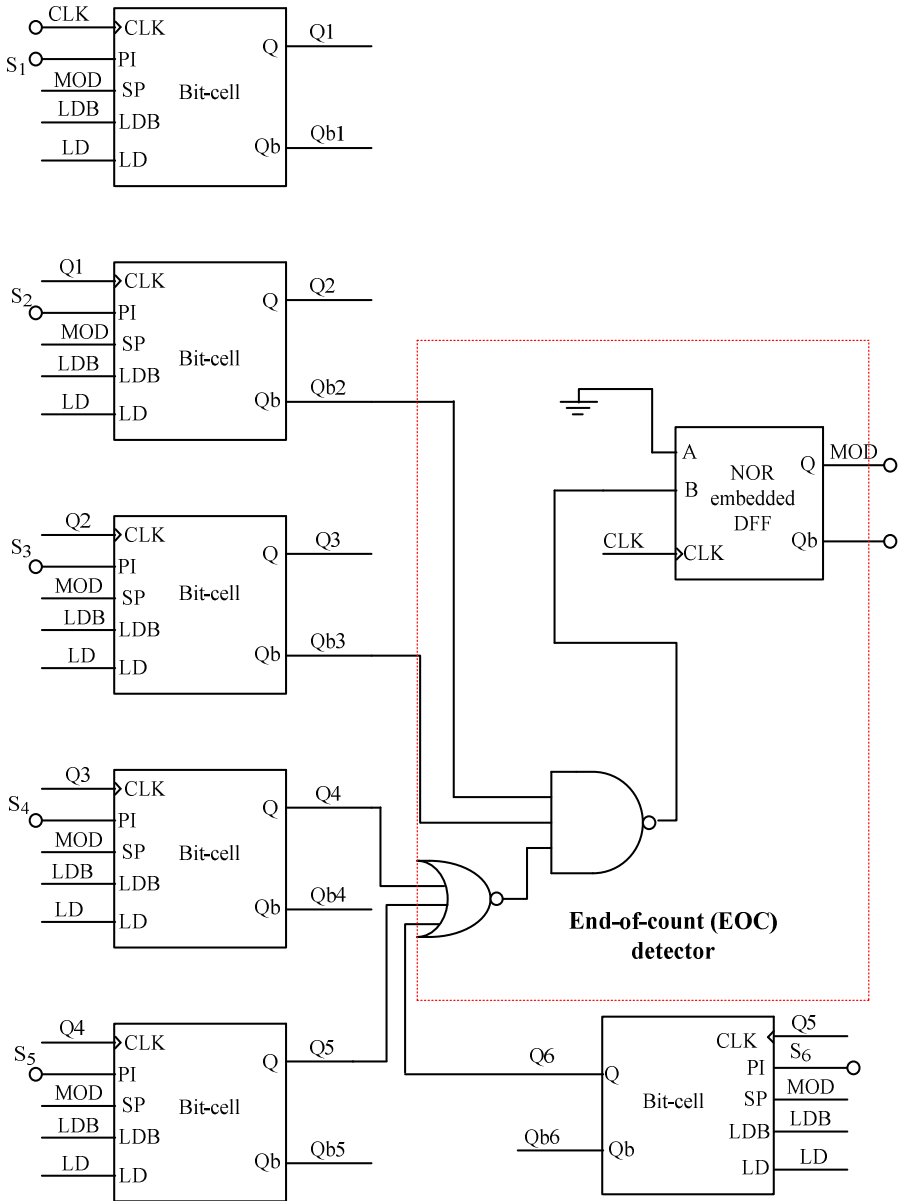 CLK
CLK
Q
Q1
S1
PI
MOD
SP
Bit-cell
LDB
LDB
Qb
Qb1
LD
LD
Q1
CLK
Q
Q2
S2
PI
MOD
SP
Bit-cell
LDB
LDB
Qb
Qb2
LD
LD
A
NOR
embedded
DFF
Q
MOD
B
CLK
CLK
Qb
Q2
CLK
Q
Q3
S3
PI
MOD
SP
Bit-cell
LDB
LDB
Qb
Qb3
LD
LD
Q3
CLK
Q
Q4
S4
PI
MOD
SP
Bit-cell
LDB
LDB
Qb
Qb4
LD
LD
End-of-count (EOC)
detector
Q4
CLK
Q
Q5
S5
PI
MOD
SP
Bit-cell
LDB
LDB
Qb
Qb5
LD
LD
Q5
CLK
Q6
Q
S6
PI
MOD
SP
Bit-cell
LDB
LDB
Qb6
Qb
LD
LD